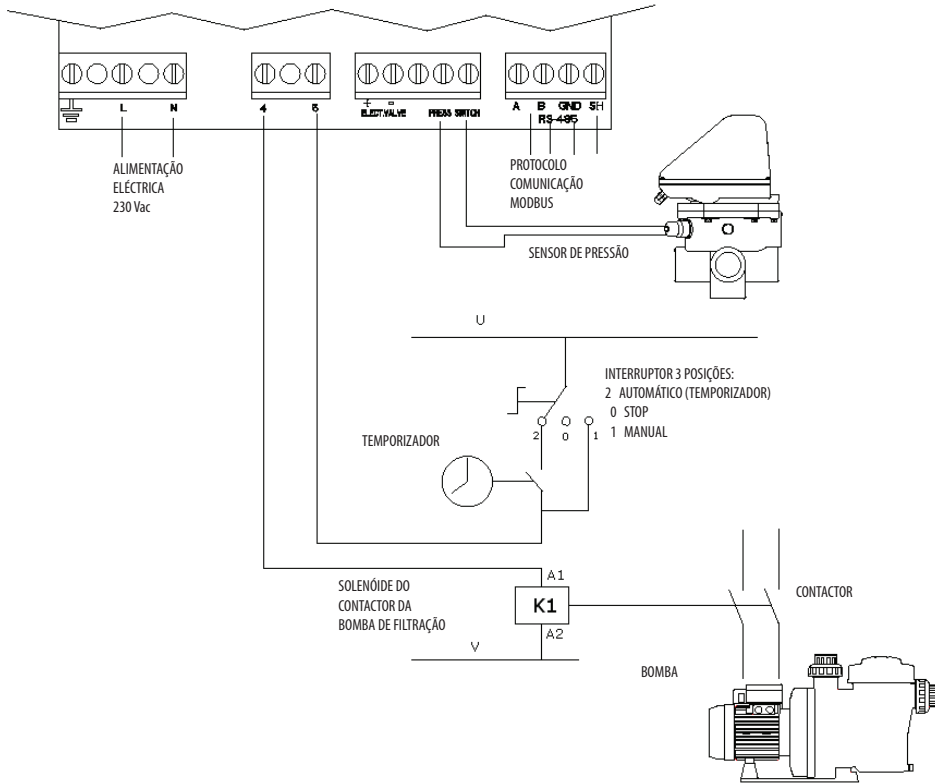 L
N
4
5
+
-
ELECT.VALVE
PRESS SWITCH
A
B
GND
SH
RS-485
ALIMENTAÇÃO
ELÉCTRICA
230 Vac
PROTOCOLO
COMUNICAÇÃO
MODBUS
SENSOR DE PRESSÃO
U
INTERRUPTOR 3 POSIÇÕES:
2 AUTOMÁTICO (TEMPORIZADOR)
0 STOP
1 MANUAL
2
0
1
TEMPORIZADOR
SOLENÓIDE DO
CONTACTOR DA
BOMBA DE FILTRAÇÃO
A1
K1
A2
V
CONTACTOR
BOMBA